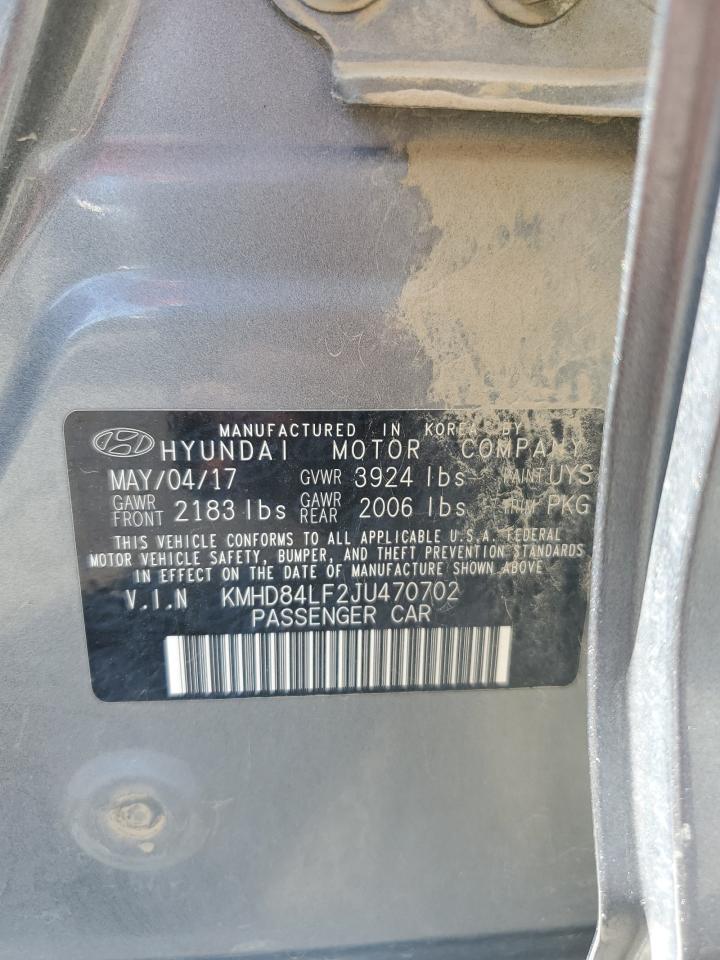 MANUFACTURED IN KOREA BY
HYUNDAI MOTOR COMPANY
MAY/04/17 GVWR 3924 lbs PAINT UYS
GAWR FRONT 2183 lbs GAWR REAR 2006 lbs TRIM PKG
THIS VEHICLE CONFORMS TO ALL APPLICABLE U.S.A. FEDERAL
MOTOR VEHICLE SAFETY, BUMPER, AND THEFT PREVENTION STANDARDS
IN EFFECT ON THE DATE OF MANUFACTURE SHOWN ABOVE.
V.I.N KMHD84LF2JU470702
PASSENGER CAR